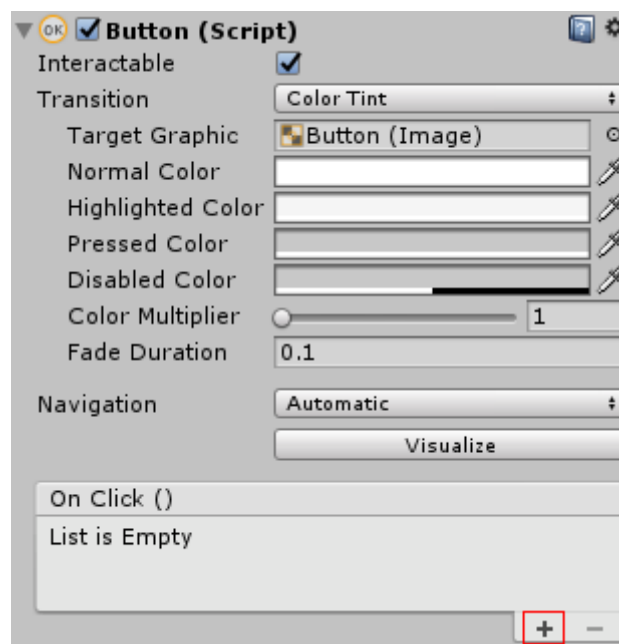 OK Button (Script)
Interactable
Transition Color Tint
Target Graphic Button (Image)
Normal Color
Highlighted Color
Pressed Color
Disabled Color
Color Multiplier 1
Fade Duration 0.1
Navigation Automatic
Visualize
On Click ()
List is Empty
+ −